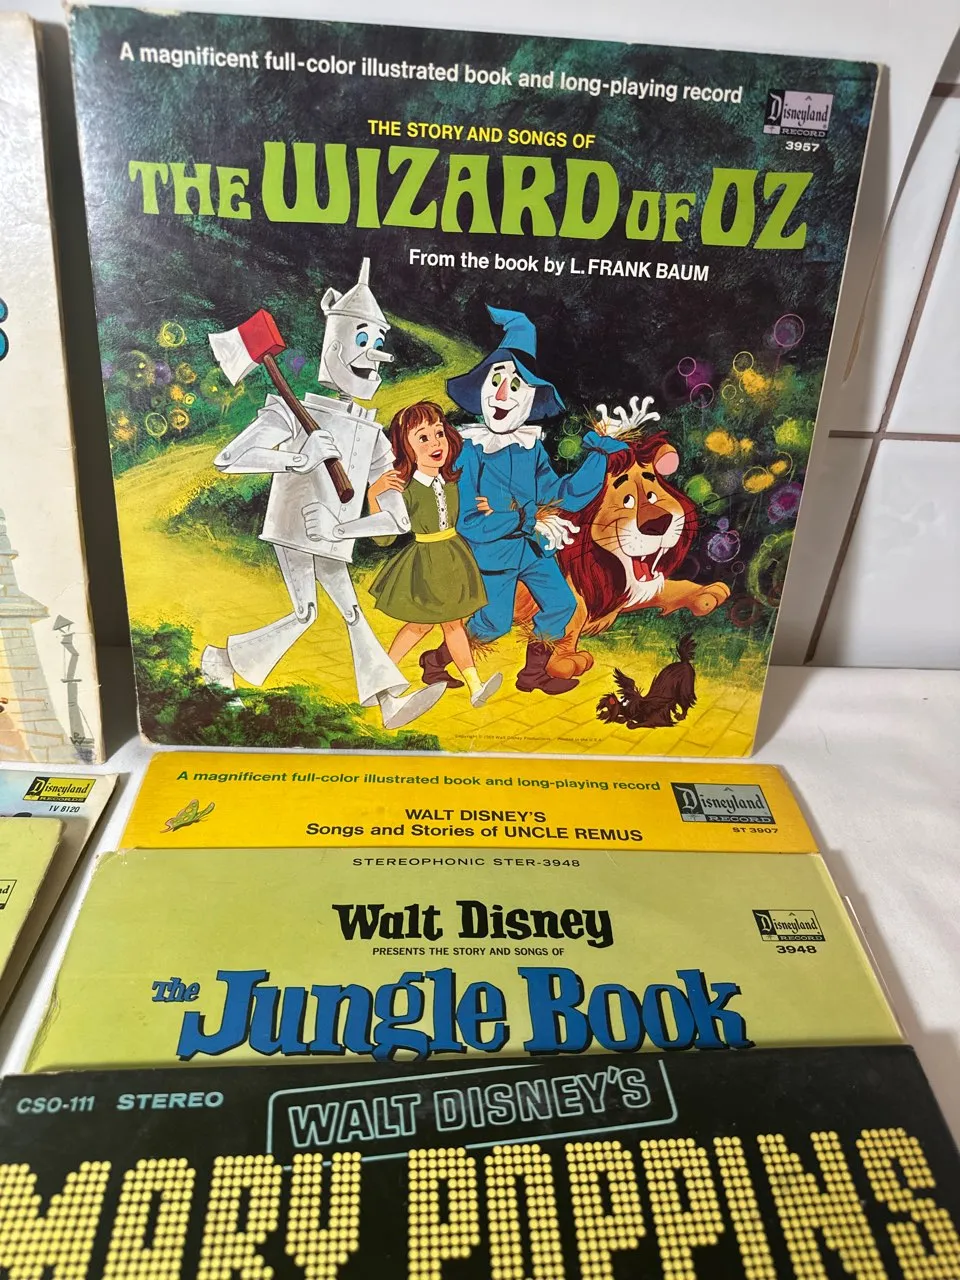 A magnificent full-color illustrated book and long-playing record
A
Disneyland
RECORD
3957
THE STORY AND SONGS OF
THE WIZARD OF OZ
From the book by L. FRANK BAUM
Disneyland
RECORDS
IV 8120
A magnificent full-color illustrated book and long-playing record
WALT DISNEY'S
Songs and Stories of UNCLE REMUS
Disneyland
RECORD
ST 3907
STEREOPHONIC STER-3948
Walt Disney
PRESENTS THE STORY AND SONGS OF
The Jungle Book
A
Disneyland
RECORD
3948
CSO-111 STEREO
WALT DISNEY'S
MARY POPPINS